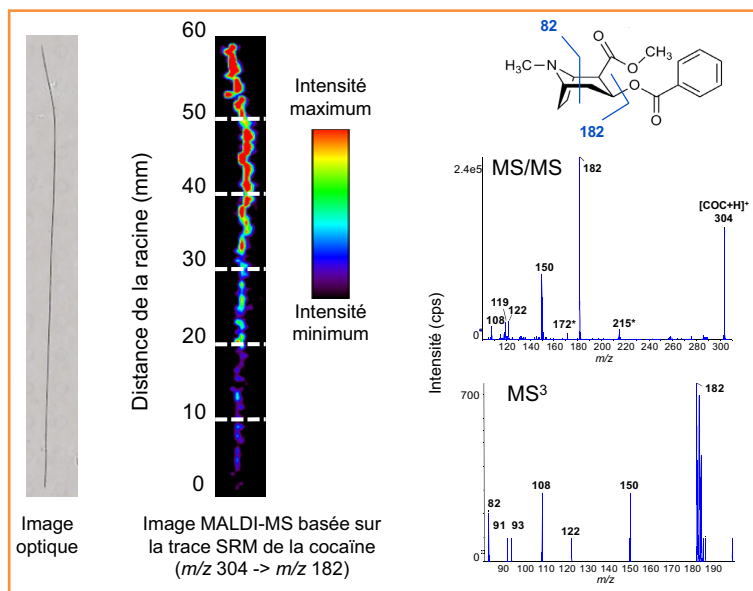 60
50
40
30
20
10
0
Distance de la racine (mm)
Intensité
maximum
Intensité
minimum
Image
optique
Image MALDI-MS basée sur
la trace SRM de la cocaïne
(m/z 304 -> m/z 182)
82
O
CH₃
H₃C
N
O
O
O
182
MS/MS
2.4e5
182
[COC+H]⁺
304
150
119
122
108
172*
215*
0
120 140 160 180 200 220 240 260 280 300
m/z
Intensité (cps)
MS³
700
182
108
150
82
91
93
122
90 100 110 120 130 140 150 160 170 180 190
m/z